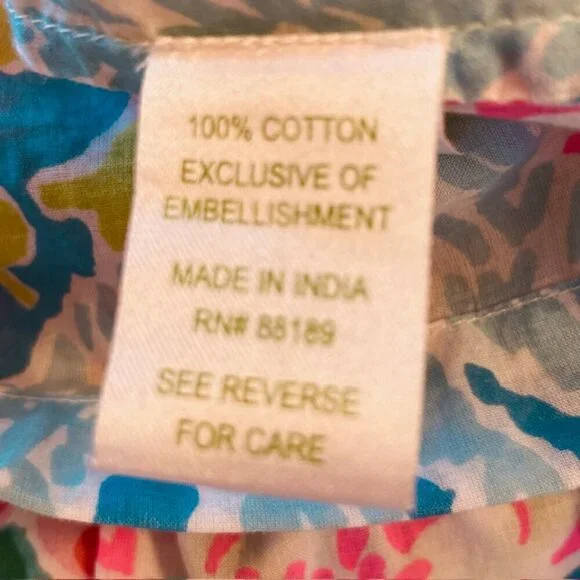 100% COTTON
EXCLUSIVE OF
EMBELLISHMENT
MADE IN INDIA
RN# 88189
SEE REVERSE
FOR CARE